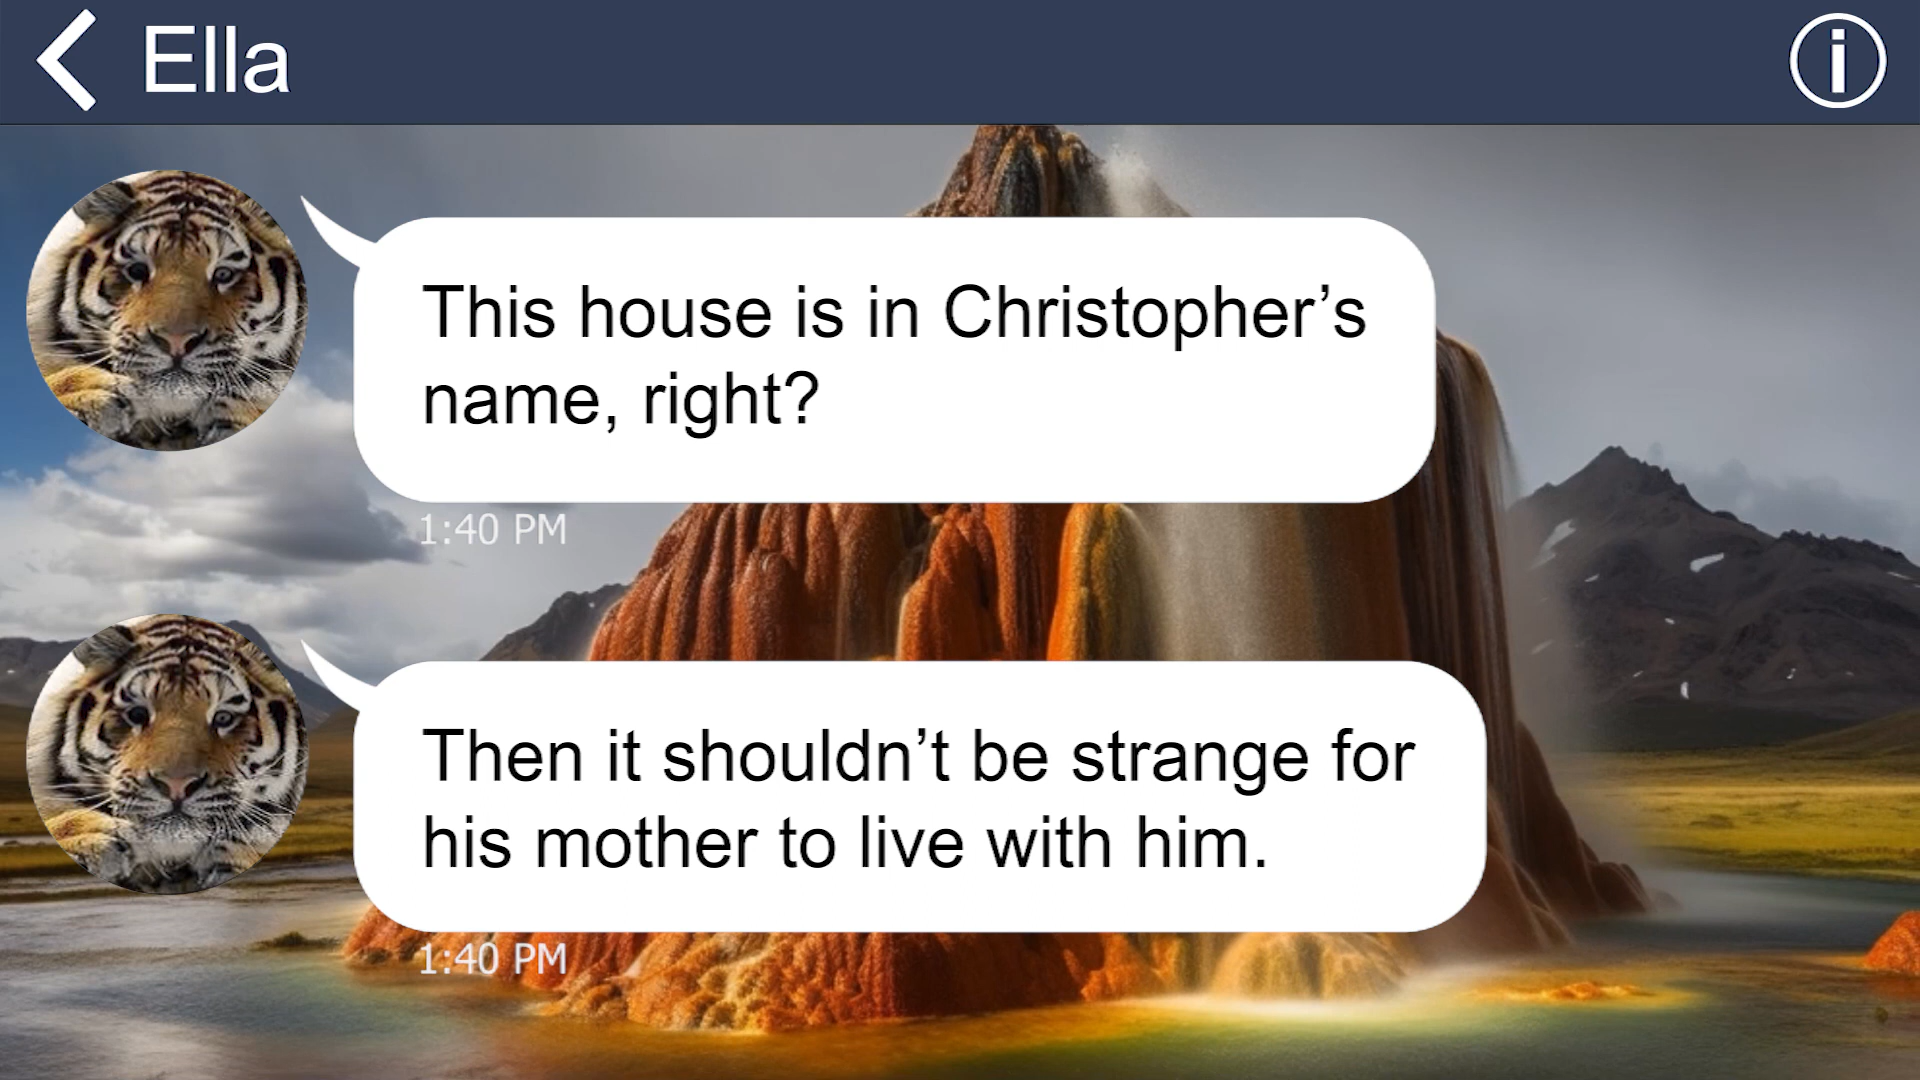 Ella
This house is in Christopher’s
name, right?
1:40 PM
Then it shouldn’t be strange for
his mother to live with him.
1:40 PM